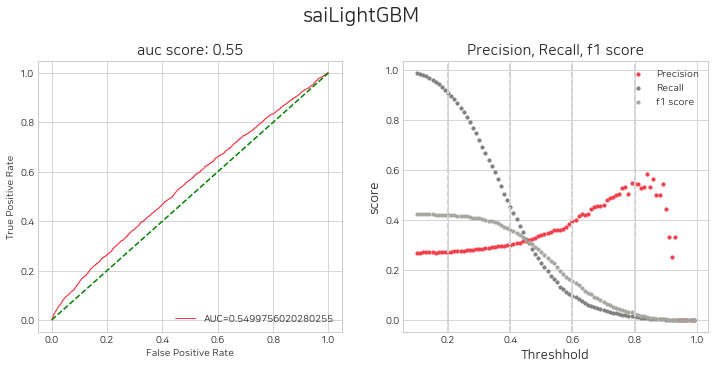 saiLightGBM
auc score: 0.55
True Positive Rate
1.0
0.8
0.6
0.4
0.2
0.0
0.0 0.2 0.4 0.6 0.8 1.0
False Positive Rate
AUC=0.5499756020280255
Precision, Recall, f1 score
score
1.0
0.8
0.6
0.4
0.2
0.0
0.2 0.4 0.6 0.8 1.0
Threshhold
Precision
Recall
f1 score